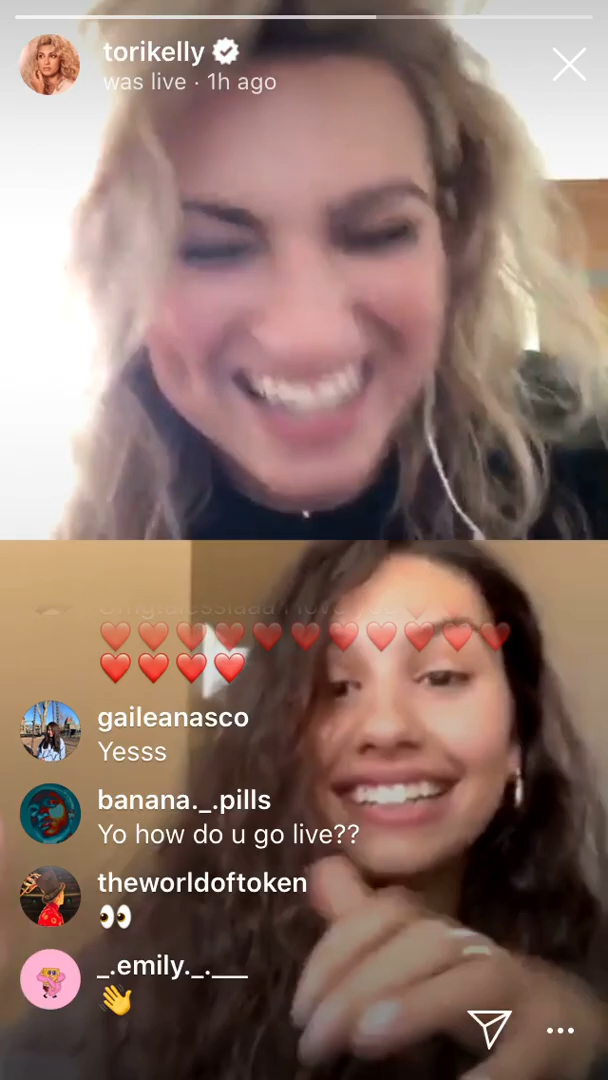 torikelly
was live · 1h ago
❤️❤️❤️❤️❤️❤️❤️❤️❤️❤️❤️
❤️❤️❤️❤️
gaileanasco
Yesss
banana._.pills
Yo how do u go live??
theworldoftoken
👀
_.emily._.___
👋